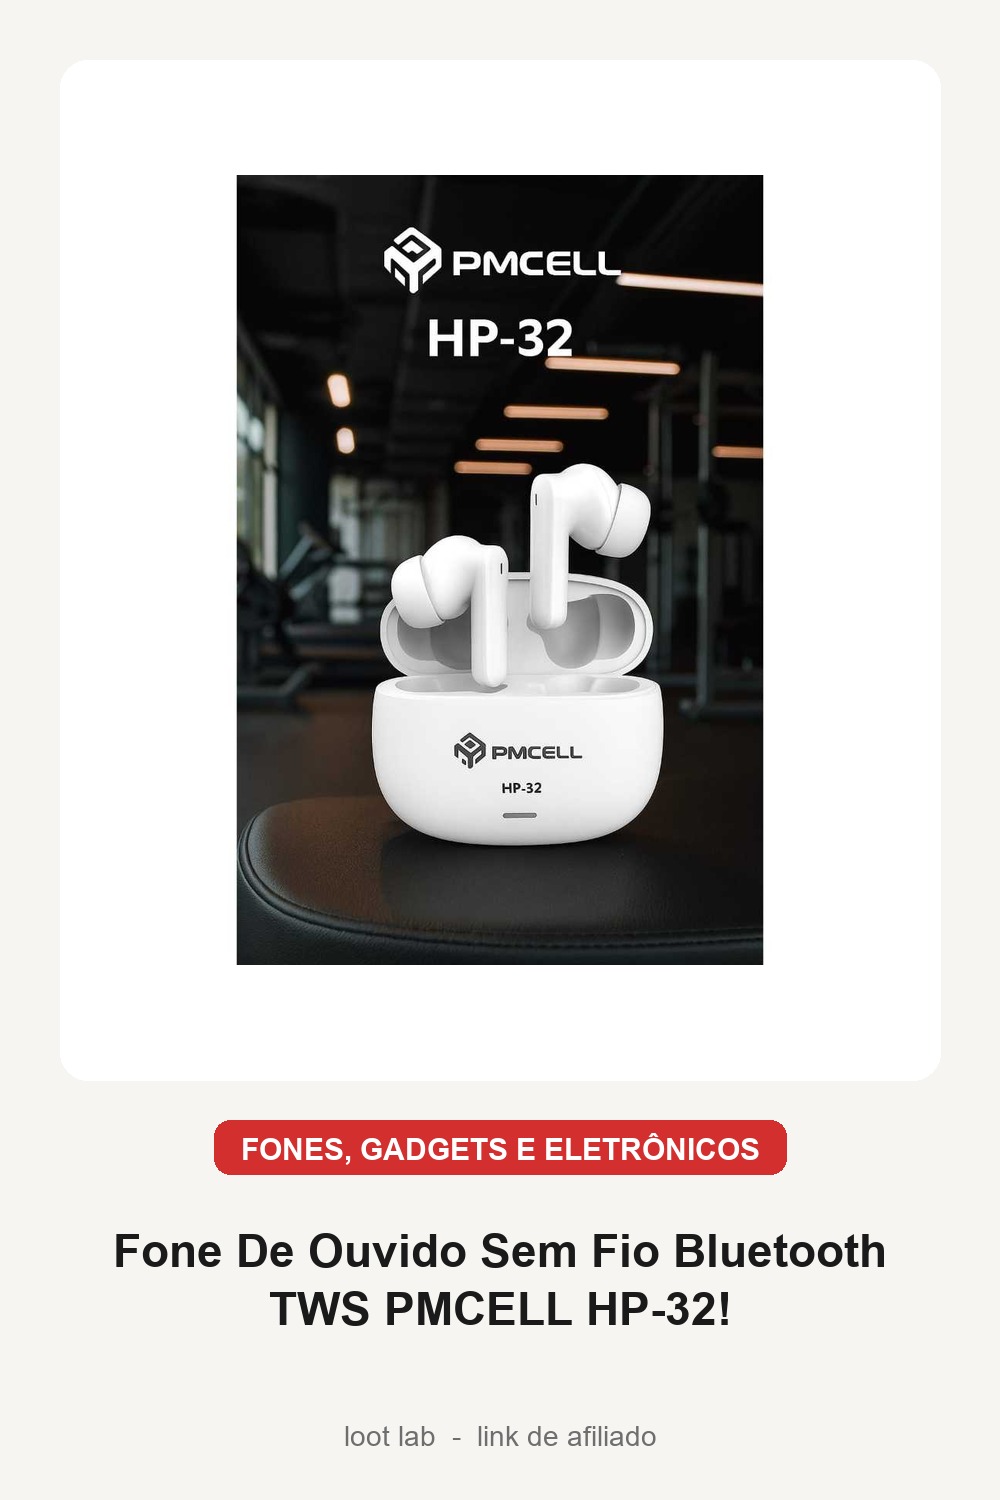 PMCELL
HP-32
PMCELL
HP-32
FONES, GADGETS E ELETRÔNICOS
Fone De Ouvido Sem Fio Bluetooth
TWS PMCELL HP-32!
loot lab - link de afiliado